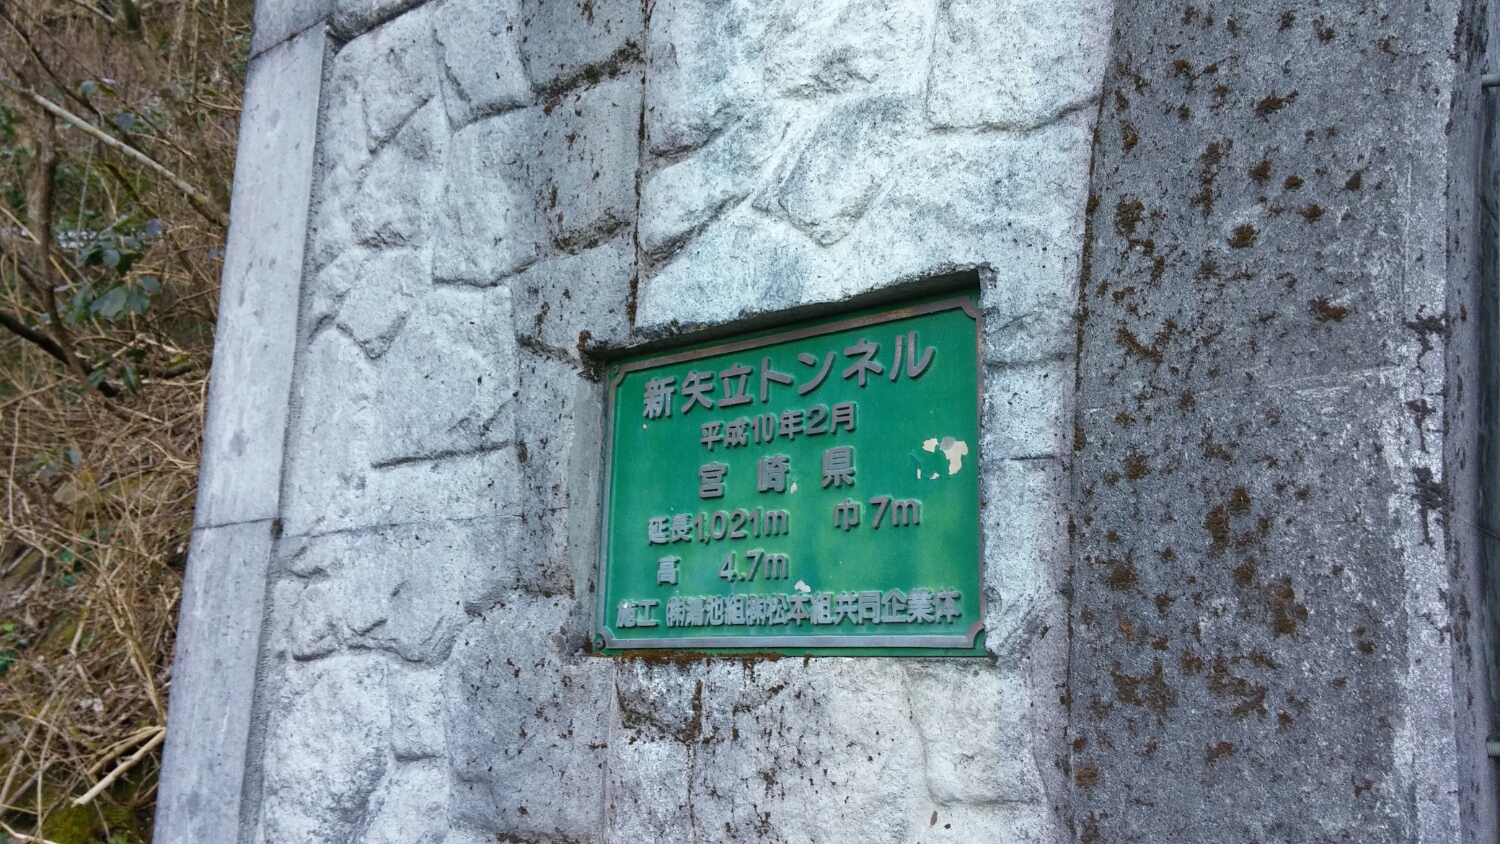 新矢立トンネル
平成10年2月
宮崎県
延長1,021m 巾7m
高 4.7m
施工 ㈱湯池組㈱松本組共同企業体